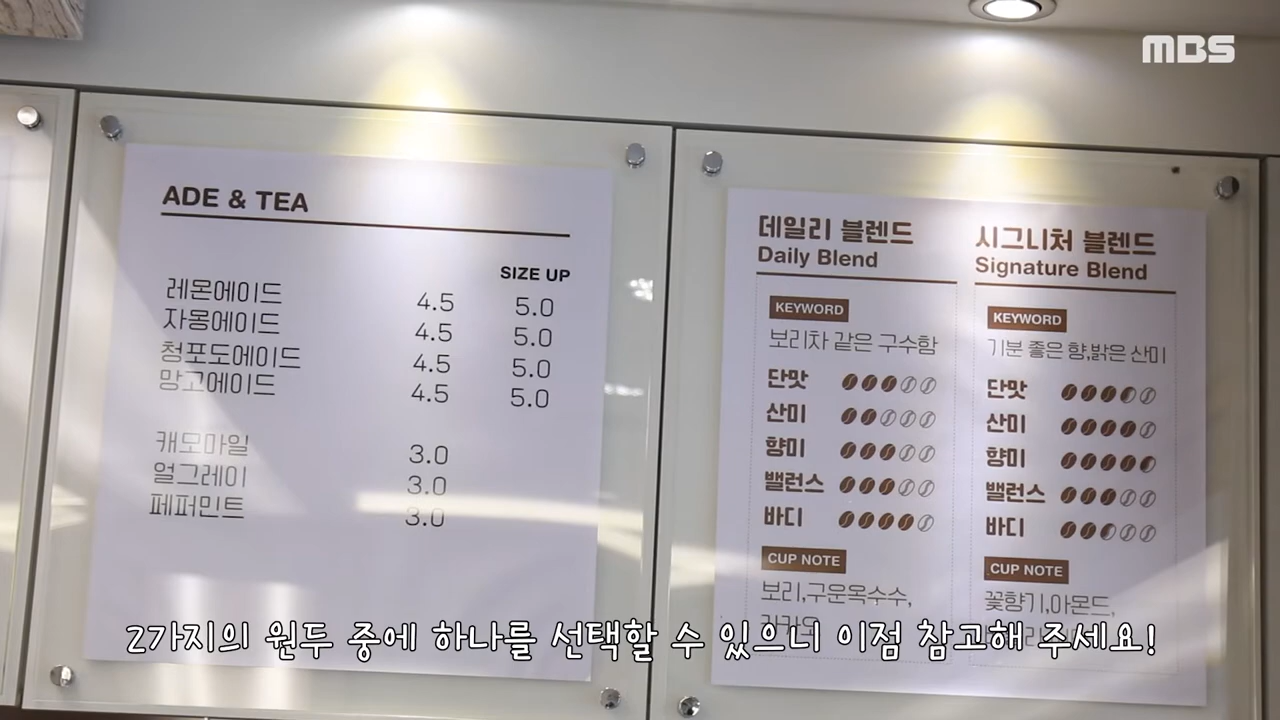 MBS
ADE & TEA
SIZE UP
레몬에이드 4.5 5.0
자몽에이드 4.5 5.0
청포도에이드 4.5 5.0
망고에이드 4.5 5.0
캐모마일 3.0
얼그레이 3.0
페퍼민트 3.0
데일리 블렌드
Daily Blend
KEYWORD
보리차 같은 구수함
단맛
산미
향미
밸런스
바디
CUP NOTE
보리,구운옥수수,
시그니처 블렌드
Signature Blend
KEYWORD
기분 좋은 향,밝은 산미
단맛
산미
향미
밸런스
바디
CUP NOTE
꽃향기,아몬드,
2가지의 원두 중에 하나를 선택할 수 있으니 이점 참고해 주세요!